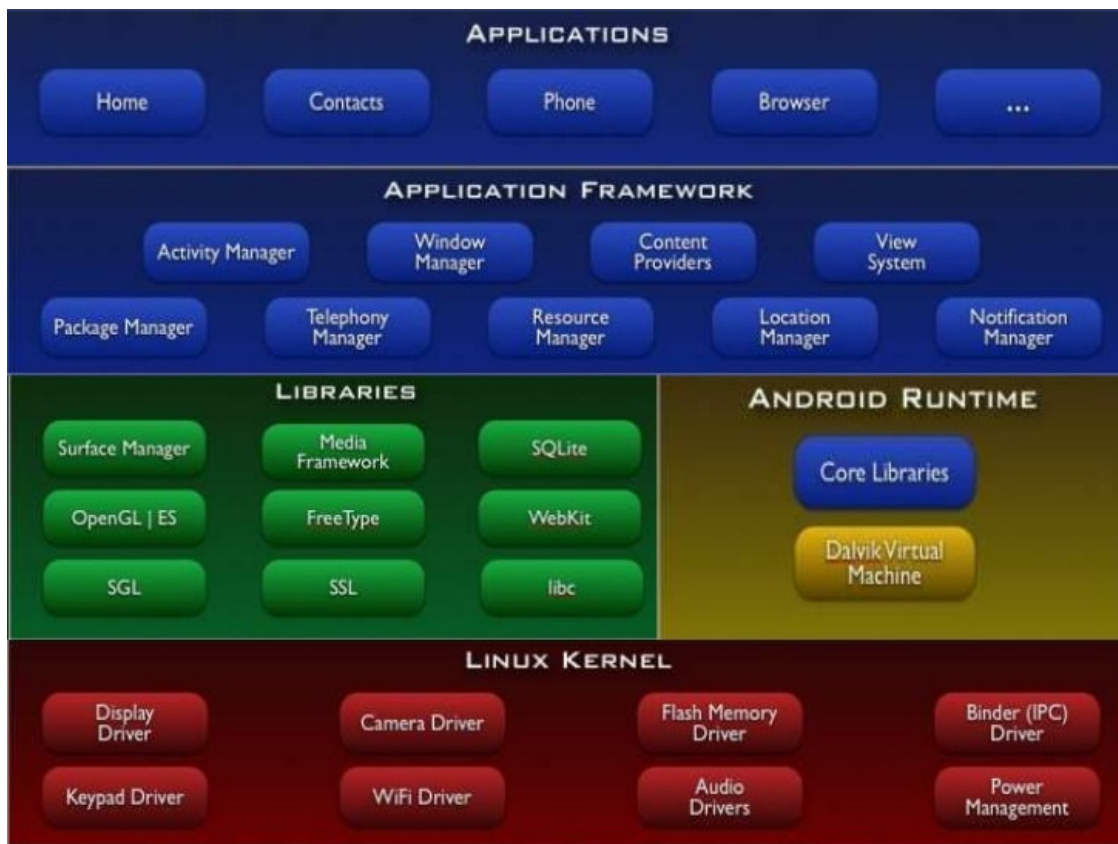 APPLICATIONS
Home
Contacts
Phone
Browser
...
APPLICATION FRAMEWORK
Activity Manager
Window
Manager
Content
Providers
View
System
Package Manager
Telephony
Manager
Resource
Manager
Location
Manager
Notification
Manager
LIBRARIES
Surface Manager
Media
Framework
SQLite
OpenGL | ES
FreeType
WebKit
SGL
SSL
libc
ANDROID RUNTIME
Core Libraries
Dalvik Virtual
Machine
LINUX KERNEL
Display
Driver
Camera Driver
Flash Memory
Driver
Binder (IPC)
Driver
Keypad Driver
WiFi Driver
Audio
Drivers
Power
Management